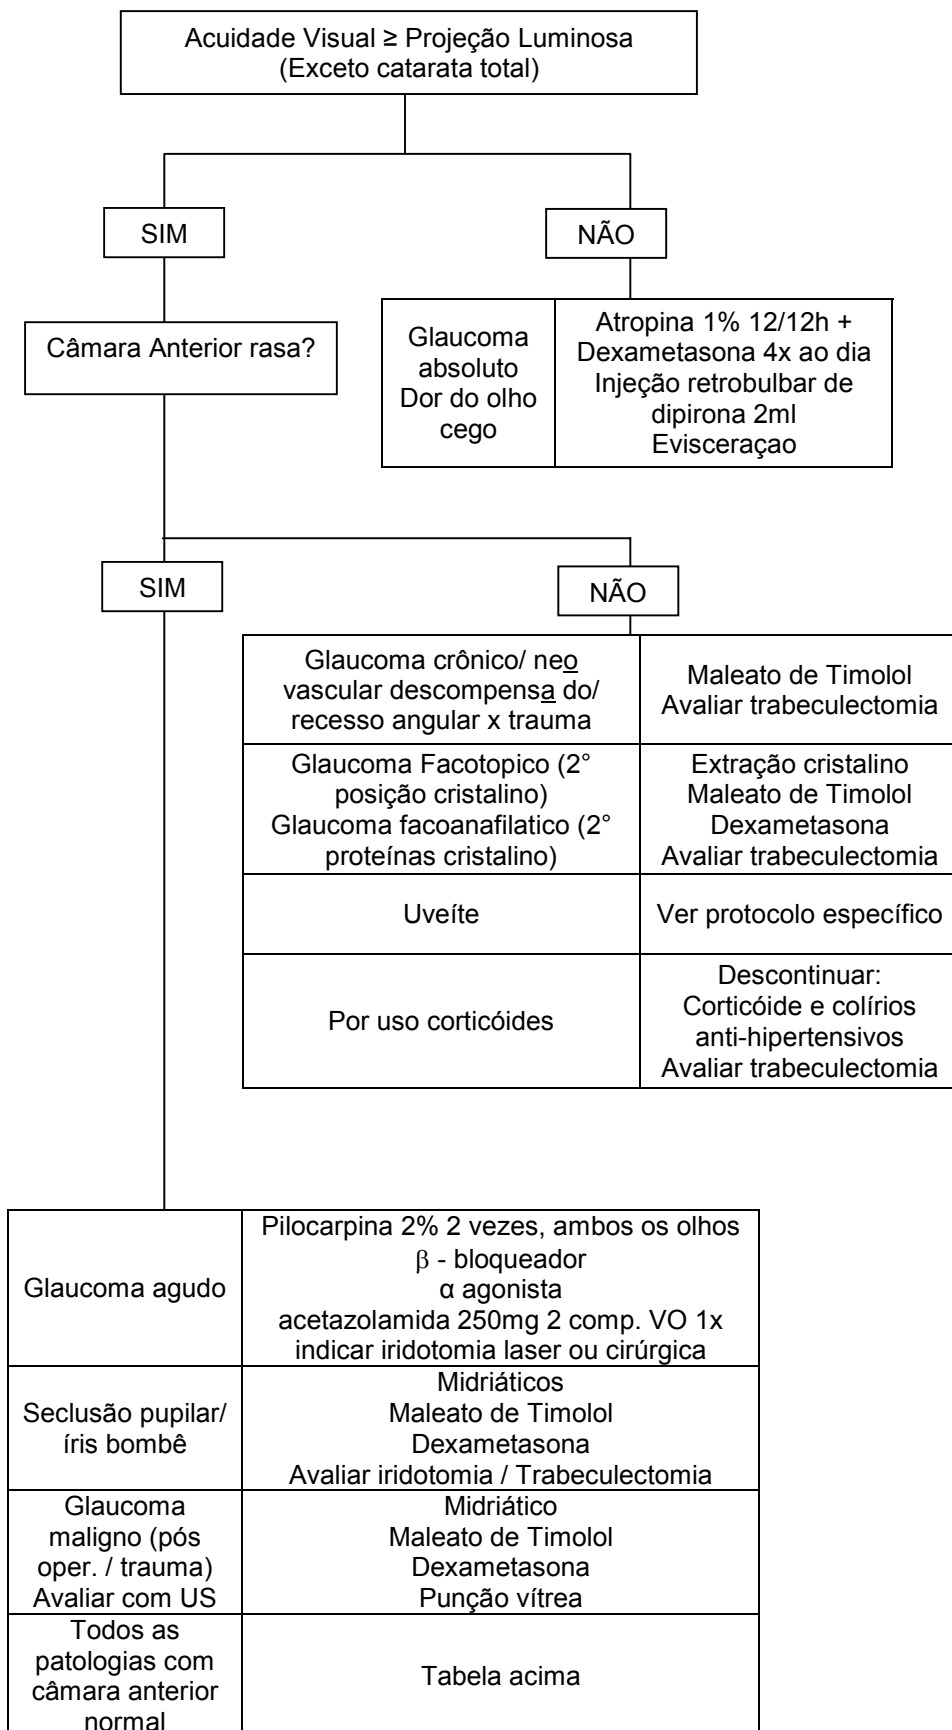 Acuidade Visual ≥ Projeção Luminosa
(Exceto catarata total)
SIM
NÃO
Câmara Anterior rasa?
Glaucoma
absoluto
Dor do olho
cego
Atropina 1% 12/12h +
Dexametasona 4x ao dia
Injeção retrobulbar de
dipirona 2ml
Evisceraçao
SIM
NÃO
Glaucoma crônico/ neo
vascular descompensa do/
recesso angular x trauma
Maleato de Timolol
Avaliar trabeculectomia
Glaucoma Facotopico (2°
posição cristalino)
Glaucoma facoanafilatico (2°
proteínas cristalino)
Extração cristalino
Maleato de Timolol
Dexametasona
Avaliar trabeculectomia
Uveíte
Ver protocolo específico
Por uso corticóides
Descontinuar:
Corticóide e colírios
anti-hipertensivos
Avaliar trabeculectomia
Glaucoma agudo
Pilocarpina 2% 2 vezes, ambos os olhos
β - bloqueador
α agonista
acetazolamida 250mg 2 comp. VO 1x
indicar iridotomia laser ou cirúrgica
Seclusão pupilar/
íris bombê
Midriáticos
Maleato de Timolol
Dexametasona
Avaliar iridotomia / Trabeculectomia
Glaucoma
maligno (pós
oper. / trauma)
Avaliar com US
Midriático
Maleato de Timolol
Dexametasona
Punção vítrea
Todos as
patologias com
câmara anterior
normal
Tabela acima